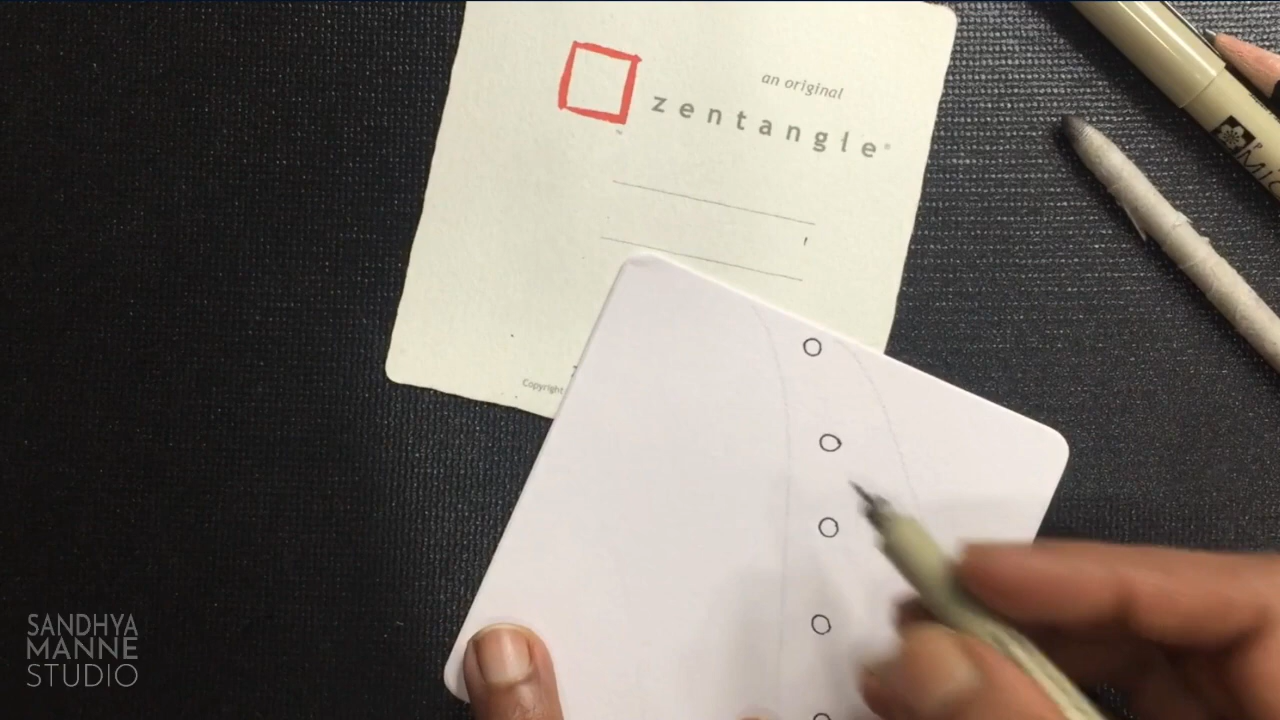 an original
zentangle®
Copyright
SANDHYA
MANNE
STUDIO